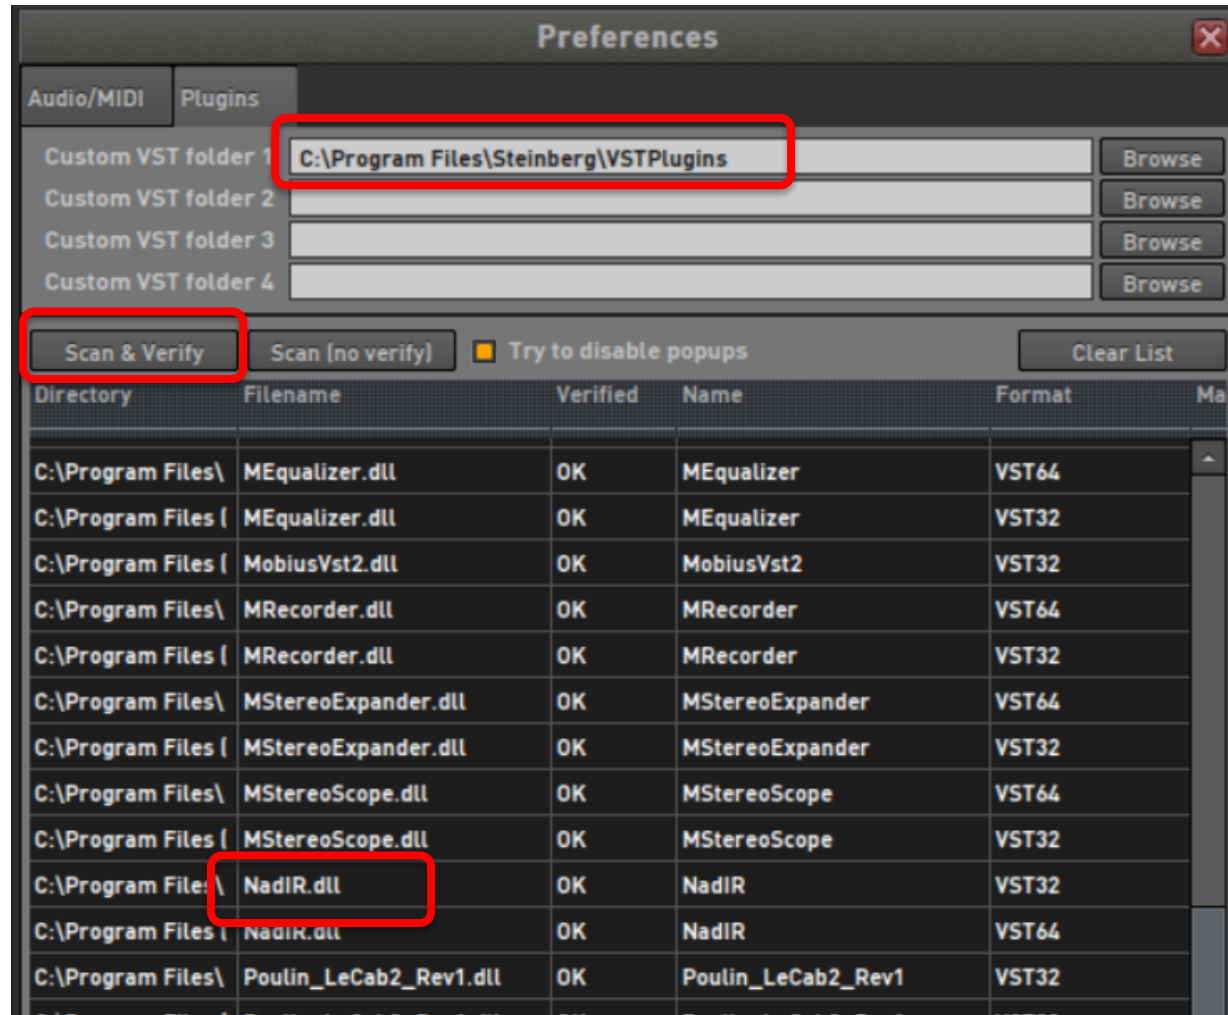 Preferences
Audio/MIDI Plugins
Custom VST folder 1 C:\Program Files\Steinberg\VSTPlugins Browse
Custom VST folder 2 Browse
Custom VST folder 3 Browse
Custom VST folder 4 Browse
Scan & Verify Scan (no verify) Try to disable popups Clear List
Directory Filename Verified Name Format Ma
C:\Program Files\ MEqualizer.dll OK MEqualizer VST64
C:\Program Files ( MEqualizer.dll OK MEqualizer VST32
C:\Program Files ( MobiusVst2.dll OK MobiusVst2 VST32
C:\Program Files\ MRecorder.dll OK MRecorder VST64
C:\Program Files ( MRecorder.dll OK MRecorder VST32
C:\Program Files\ MStereoExpander.dll OK MStereoExpander VST64
C:\Program Files ( MStereoExpander.dll OK MStereoExpander VST32
C:\Program Files\ MStereoScope.dll OK MStereoScope VST64
C:\Program Files ( MStereoScope.dll OK MStereoScope VST32
C:\Program Files\ NadIR.dll OK NadIR VST32
C:\Program Files ( NadIR.dll OK NadIR VST64
C:\Program Files\ Poulin_LeCab2_Rev1.dll OK Poulin_LeCab2_Rev1 VST32